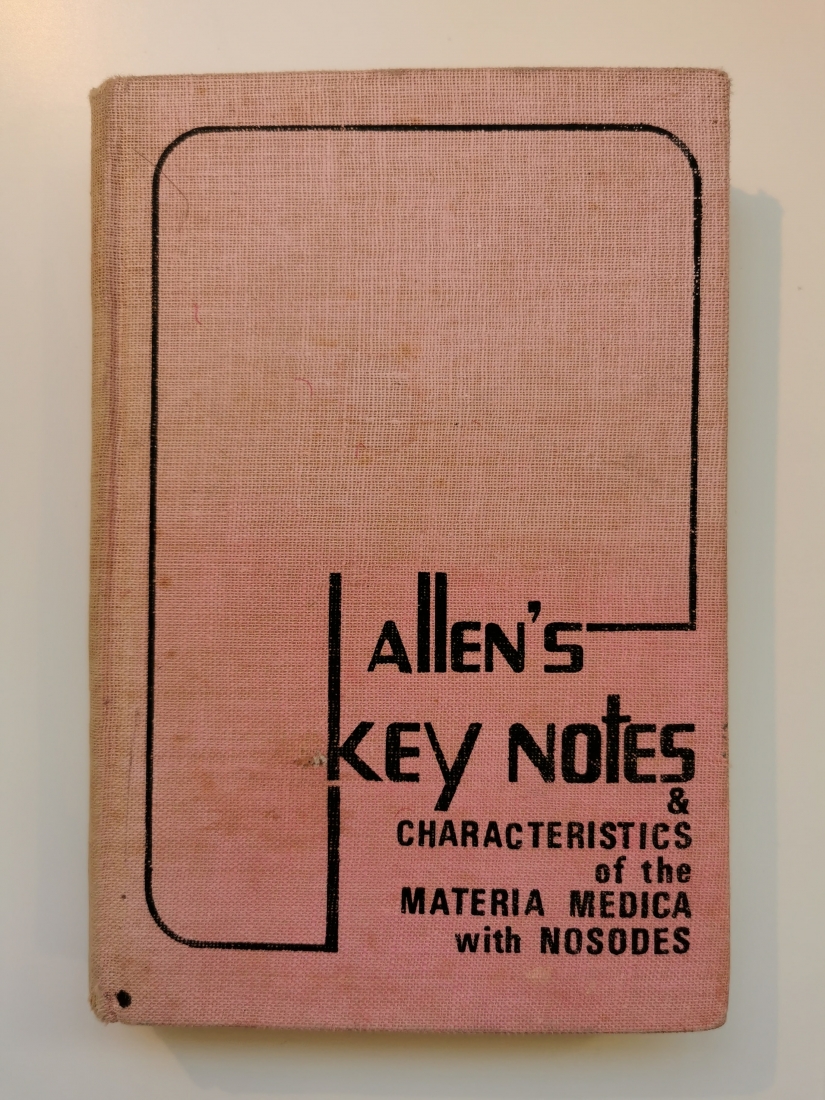 Allen's
Key Notes
&
CHARACTERISTICS
of the
MATERIA MEDICA
with NOSODES